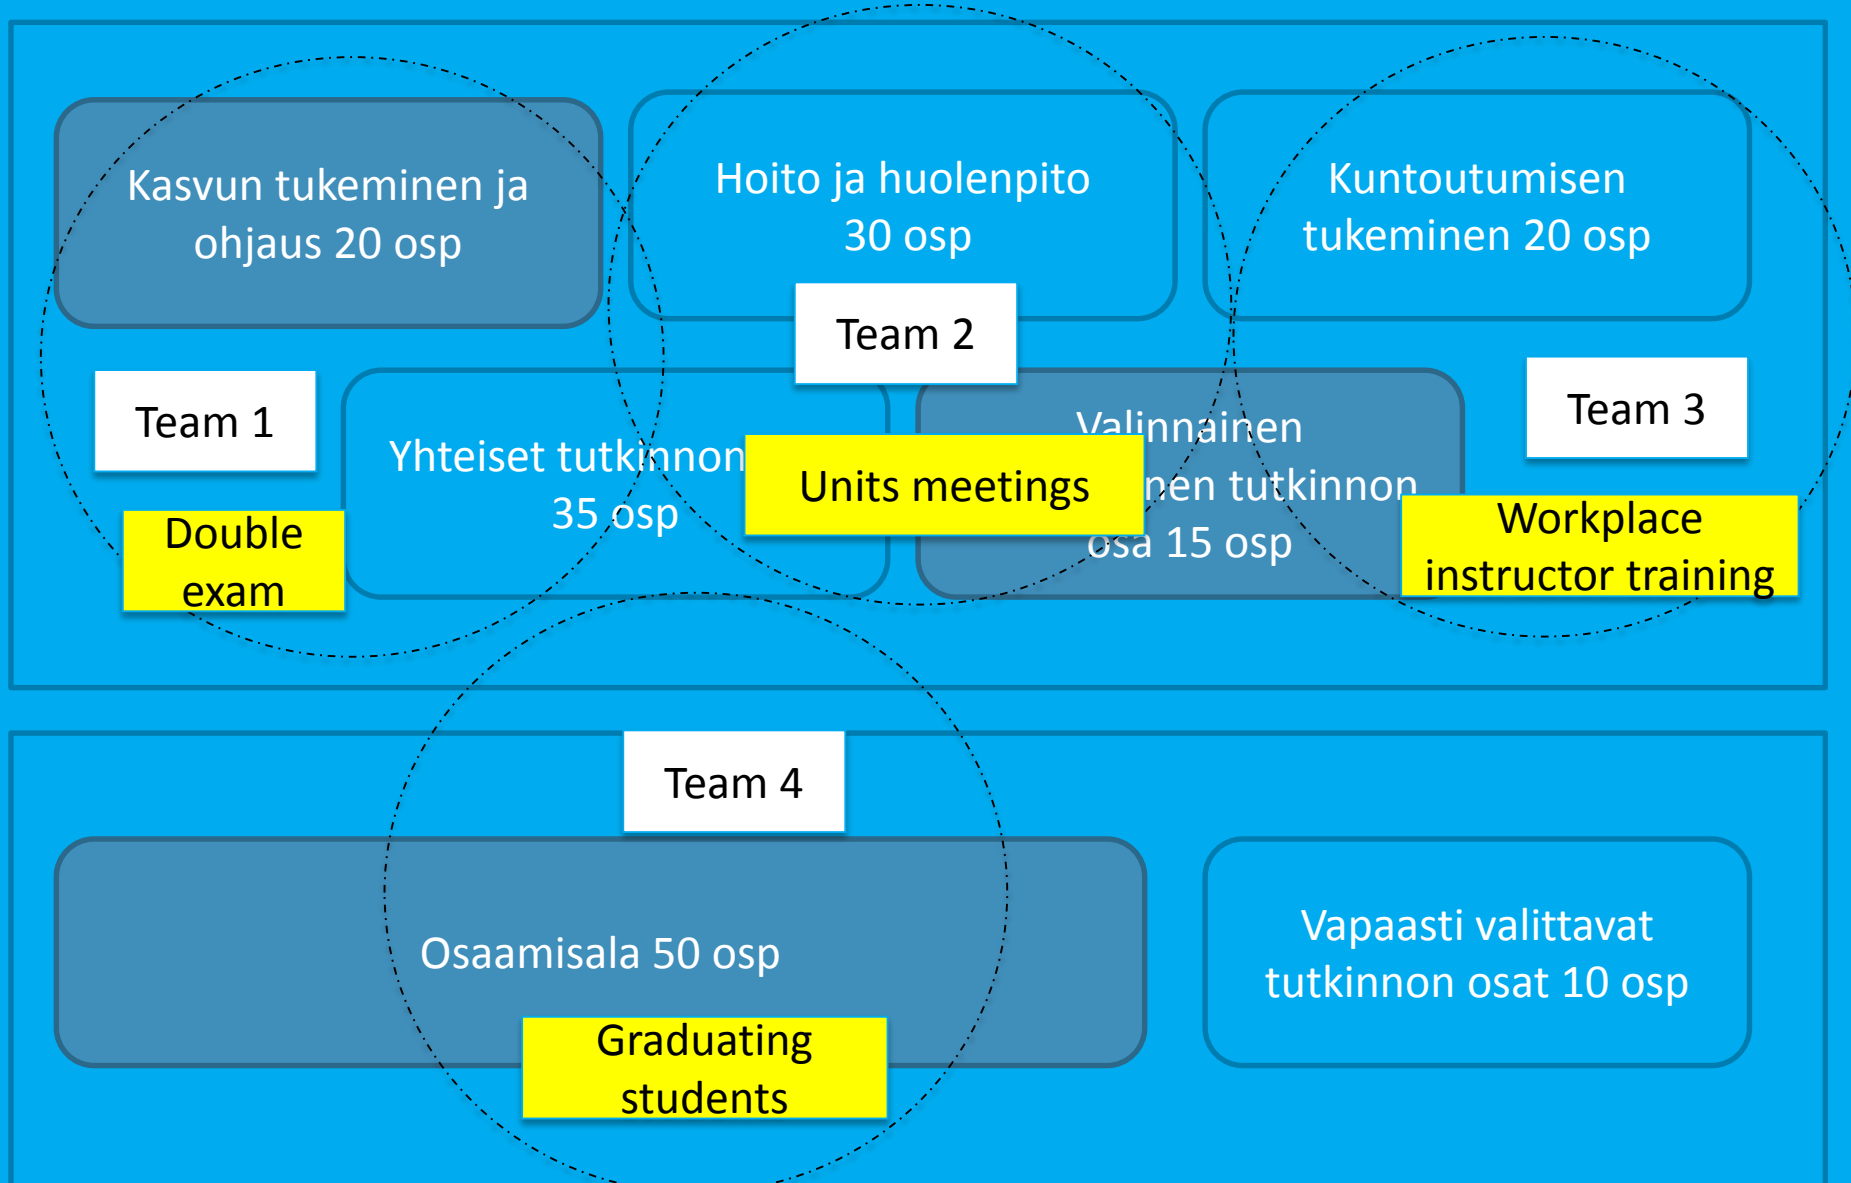 Kasvun tukeminen ja
ohjaus 20 osp
Hoito ja huolenpito
30 osp
Kuntoutumisen
tukeminen 20 osp
Team 2
Team 1
Team 3
Yhteiset tutkinnon
35 osp
Valinnainen
nen tutkinnon
osa 15 osp
Units meetings
Double
exam
Workplace
instructor training
Team 4
Osaamisala 50 osp
Vapaasti valittavat
tutkinnon osat 10 osp
Graduating
students